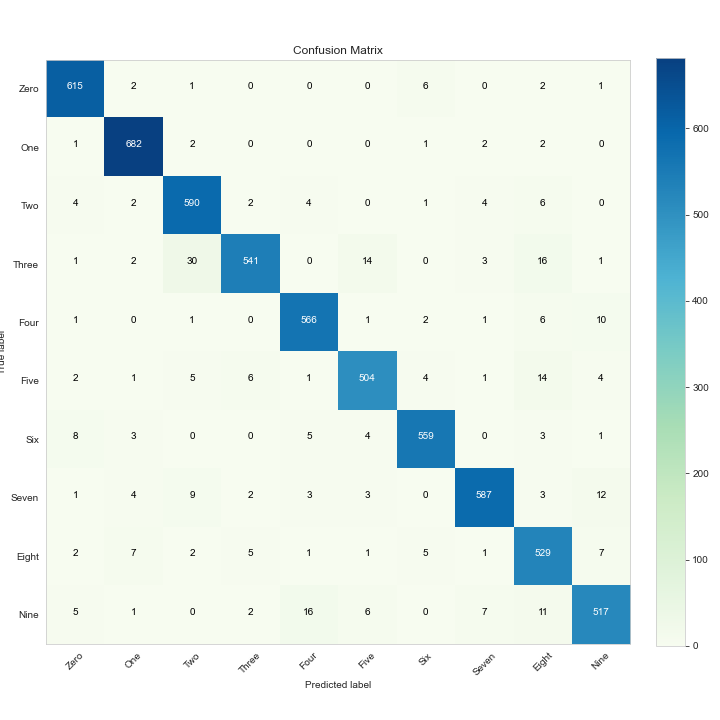 Confusion Matrix
Zero 615 2 1 0 0 0 6 0 2 1
One 1 682 2 0 0 0 1 2 2 0
Two 4 2 590 2 4 0 1 4 6 0
Three 1 2 30 541 0 14 0 3 16 1
Four 1 0 1 0 566 1 2 1 6 10
Five 2 1 5 6 1 504 4 1 14 4
Six 8 3 0 0 5 4 559 0 3 1
Seven 1 4 9 2 3 3 0 587 3 12
Eight 2 7 2 5 1 1 5 1 529 7
Nine 5 1 0 2 16 6 0 7 11 517
Zero One Two Three Four Five Six Seven Eight Nine
Predicted label
True label
600
500
400
300
200
100
0